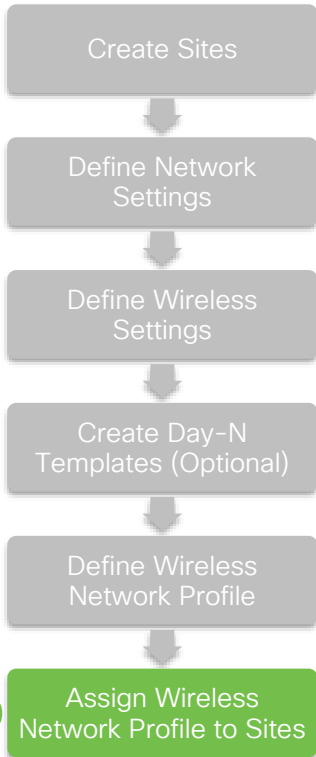 Create Sites
Define Network
Settings
Define Wireless
Settings
Create Day-N
Templates (Optional)
Define Wireless
Network Profile
Assign Wireless
Network Profile to Sites